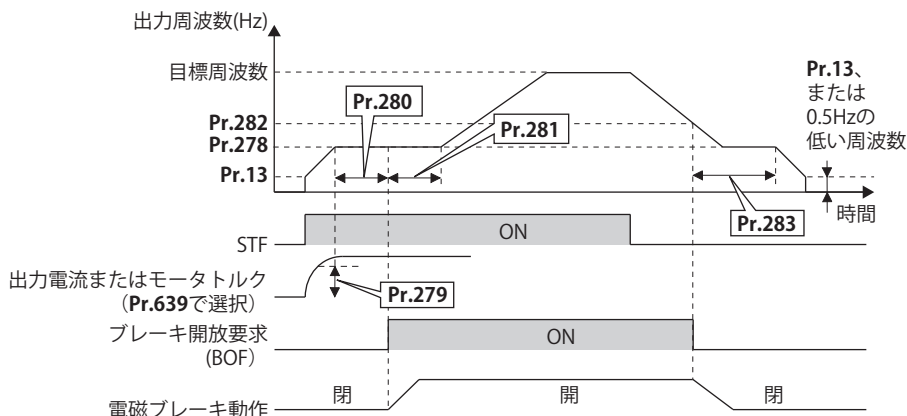 出力周波数(Hz)
目標周波数
Pr.280
Pr.281
Pr.282
Pr.278
Pr.13
Pr.13、
または
0.5Hzの
低い周波数
時間
Pr.283
STF
ON
出力電流またはモータトルク
（Pr.639で選択）
Pr.279
ブレーキ開放要求
(BOF）
ON
電磁ブレーキ動作
閉
開
閉